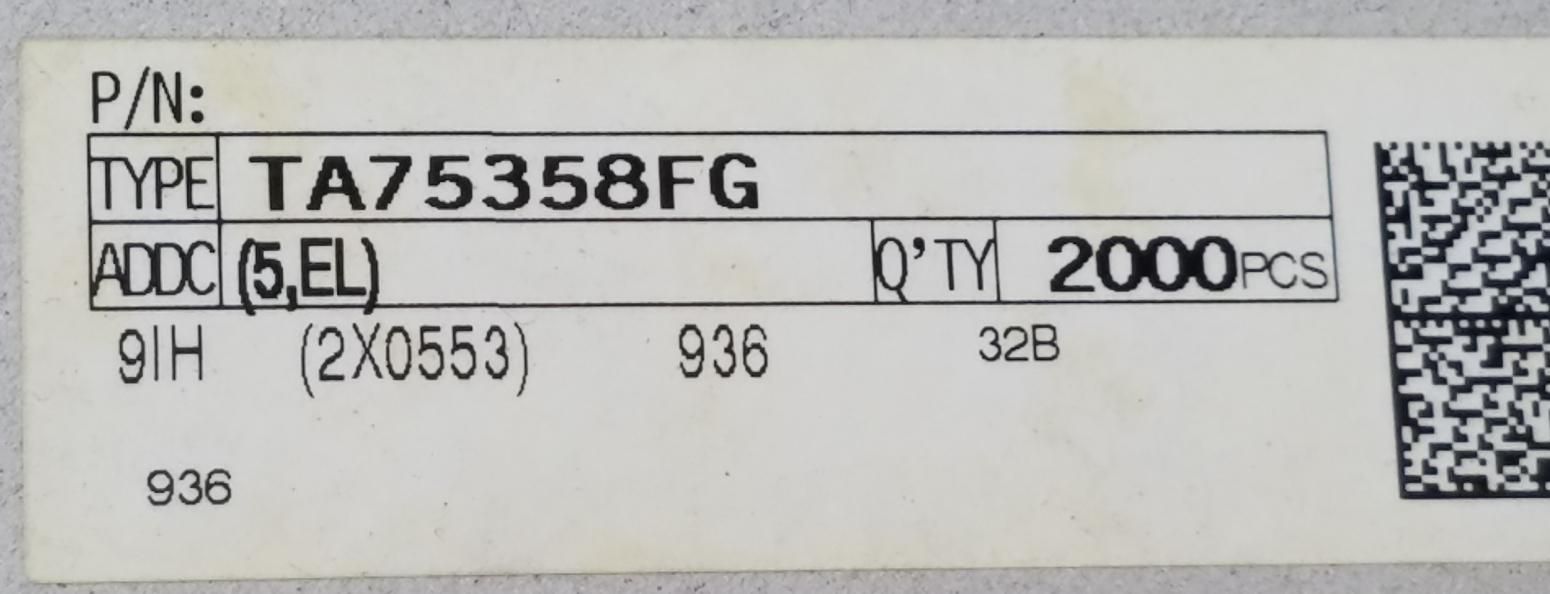 P/N:
TYPE TA75358FG
ADDC (5,EL) Q'TY 2000PCS
9IH (2X0553) 936 32B
936